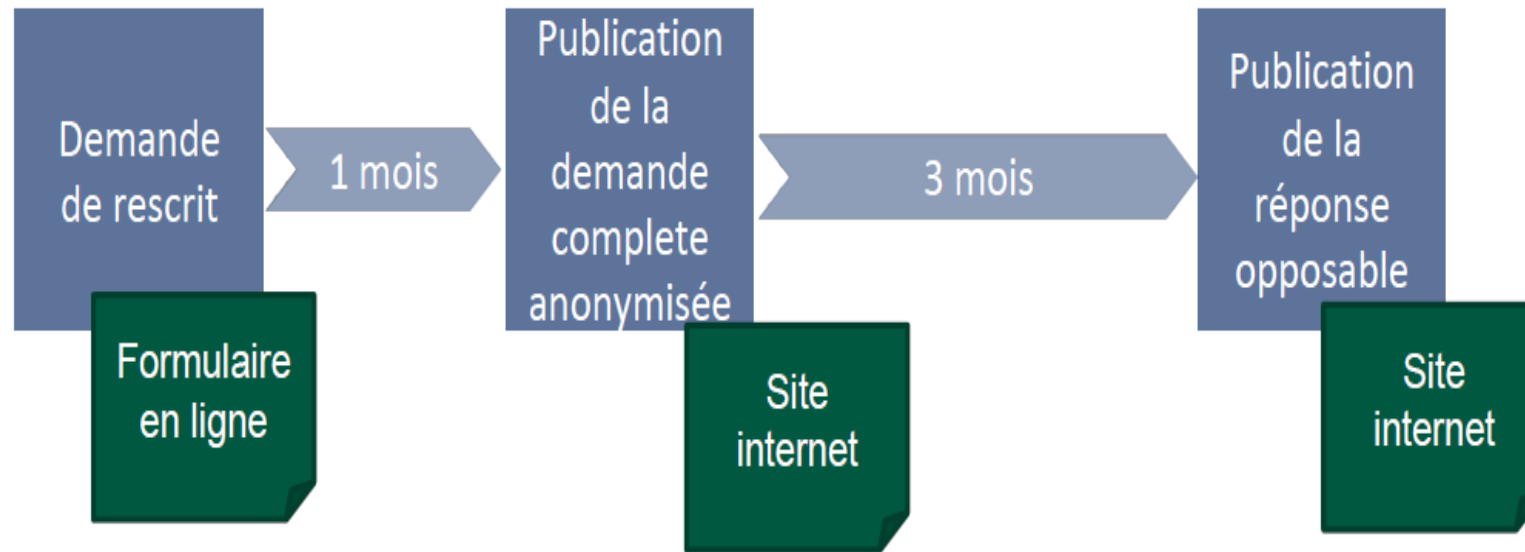 Demande
de rescrit
Formulaire
en ligne
1 mois
Publication
de la
demande
complete
anonymisée
Site
internet
3 mois
Publication
de la
réponse
opposable
Site
internet